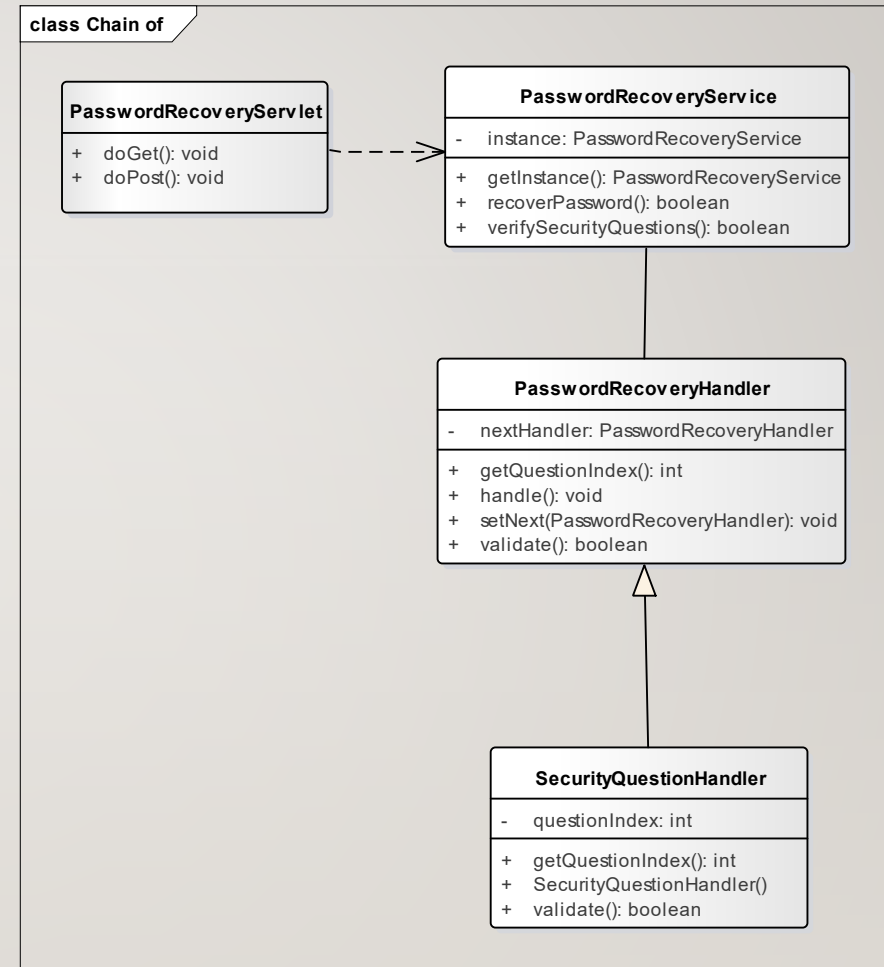 class Chain of
PasswordRecoveryServlet
+ doGet(): void
+ doPost(): void
PasswordRecoveryService
- instance: PasswordRecoveryService
+ getInstance(): PasswordRecoveryService
+ recoverPassword(): boolean
+ verifySecurityQuestions(): boolean
PasswordRecoveryHandler
- nextHandler: PasswordRecoveryHandler
+ getQuestionIndex(): int
+ handle(): void
+ setNext(PasswordRecoveryHandler): void
+ validate(): boolean
SecurityQuestionHandler
- questionIndex: int
+ getQuestionIndex(): int
+ SecurityQuestionHandler()
+ validate(): boolean